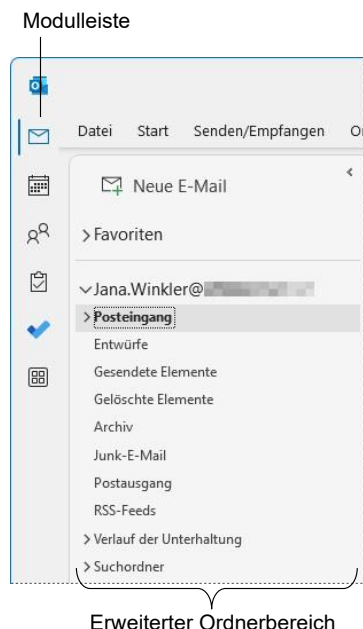 Modulleiste
Datei Start Senden/Empfangen
Neue E-Mail
Favoriten
Jana.Winkler@
Posteingang
Entwürfe
Gesendete Elemente
Gelöschte Elemente
Archiv
Junk-E-Mail
Postausgang
RSS-Feeds
Verlauf der Unterhaltung
Suchordner
Erweiterter Ordnerbereich